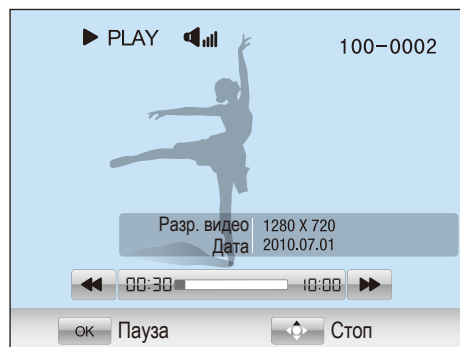 PLAY
100-0002
Разр. видео 1280 X 720
Дата 2010.07.01
00:30 10:00
OK Пауза Стоп